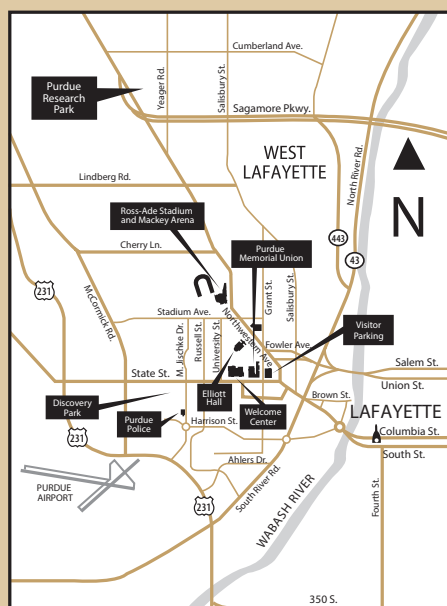 Cumberland Ave.
Yeager Rd.
Salisbury St.
Purdue
Research
Park
Sagamore Pkwy.
WEST
LAFAYETTE
North River Rd.
Lindberg Rd.
N
Ross-Ade Stadium
and Mackey Arena
443
43
Cherry Ln.
Purdue
Memorial Union
231
McCormick Rd.
Grant St.
Salisbury St.
Stadium Ave.
Northwestern Ave.
Visitor
Parking
M. Jischke Dr.
Russell St.
University St.
Fowler Ave.
Salem St.
State St.
Union St.
Elliott
Hall
Brown St.
Discovery
Park
Welcome
Center
LAFAYETTE
Purdue
Police
Harrison St.
Columbia St.
231
South St.
Ahlers Dr.
PURDUE
AIRPORT
South River Rd.
WABASH RIVER
Fourth St.
231
350 S.